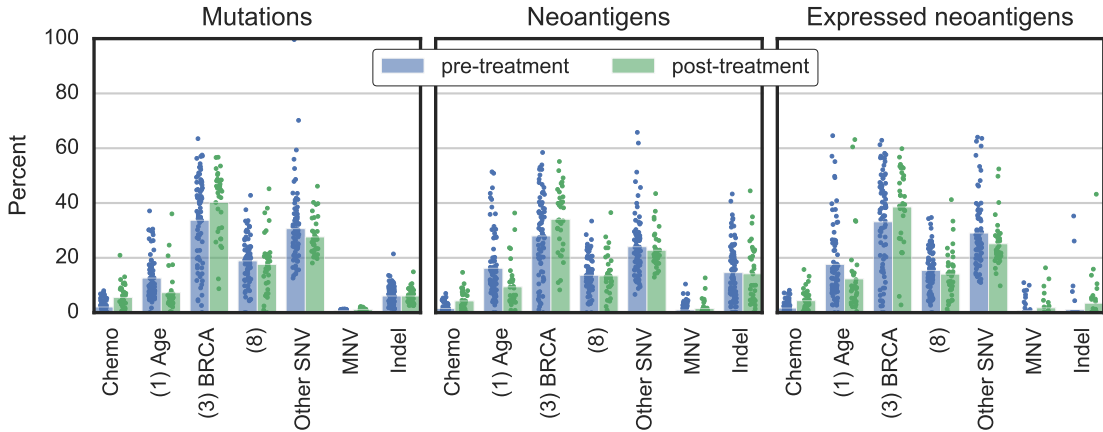 Mutations Neoantigens Expressed neoantigens
pre-treatment post-treatment
Percent
100
80
60
40
20
0
Chemo (1) Age (3) BRCA (8) Other SNV MNV Indel
Chemo (1) Age (3) BRCA (8) Other SNV MNV Indel
Chemo (1) Age (3) BRCA (8) Other SNV MNV Indel